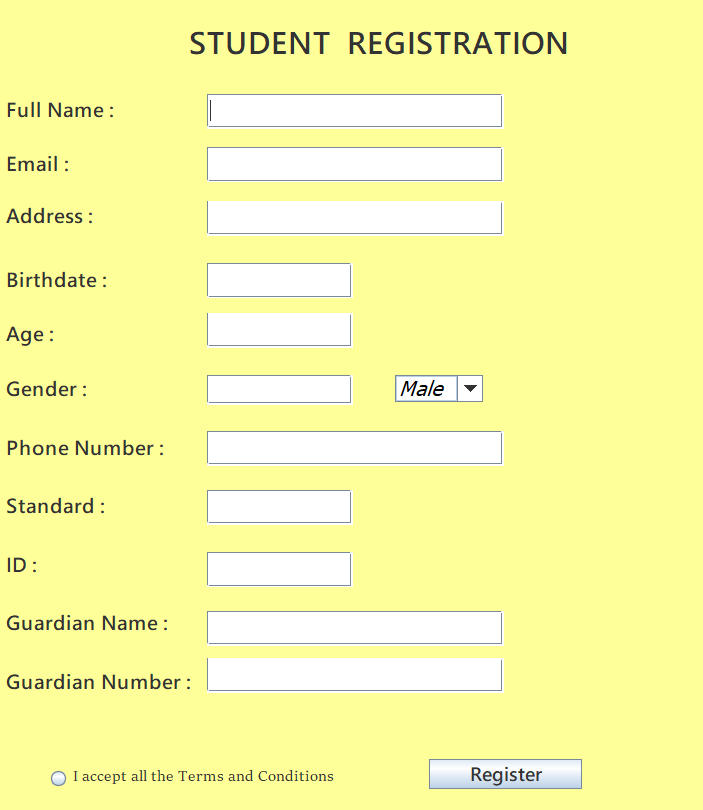 STUDENT REGISTRATION
Full Name :
Email :
Address :
Birthdate :
Age :
Gender : Male
Phone Number :
Standard :
ID :
Guardian Name :
Guardian Number :
I accept all the Terms and Conditions Register